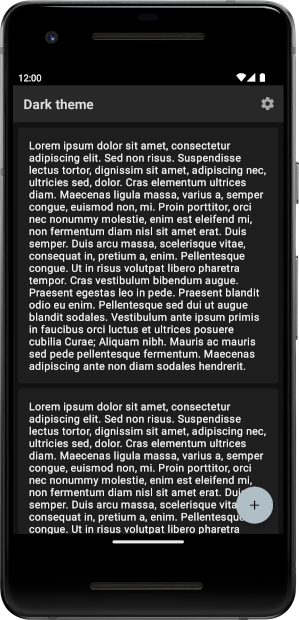 12:00
Dark theme
Lorem ipsum dolor sit amet, consectetur
adipiscing elit. Sed non risus. Suspendisse
lectus tortor, dignissim sit amet, adipiscing nec,
ultricies sed, dolor. Cras elementum ultrices
diam. Maecenas ligula massa, varius a, semper
congue, euismod non, mi. Proin porttitor, orci
nec nonummy molestie, enim est eleifend mi,
non fermentum diam nisl sit amet erat. Duis
semper. Duis arcu massa, scelerisque vitae,
consequat in, pretium a, enim. Pellentesque
congue. Ut in risus volutpat libero pharetra
tempor. Cras vestibulum bibendum augue.
Praesent egestas leo in pede. Praesent blandit
odio eu enim. Pellentesque sed dui ut augue
blandit sodales. Vestibulum ante ipsum primis
in faucibus orci luctus et ultrices posuere
cubilia Curae; Aliquam nibh. Mauris ac mauris
sed pede pellentesque fermentum. Maecenas
adipiscing ante non diam sodales hendrerit.
Lorem ipsum dolor sit amet, consectetur
adipiscing elit. Sed non risus. Suspendisse
lectus tortor, dignissim sit amet, adipiscing nec,
ultricies sed, dolor. Cras elementum ultrices
diam. Maecenas ligula massa, varius a, semper
congue, euismod non, mi. Proin porttitor, orci
nec nonummy molestie, enim est eleifend mi,
non fermentum diam nisl sit amet erat. Duis
semper. Duis arcu massa, scelerisque vitae,
consequat in, pretium a, enim. Pellentesque
congue. Ut in risus volutpat libero pharetra